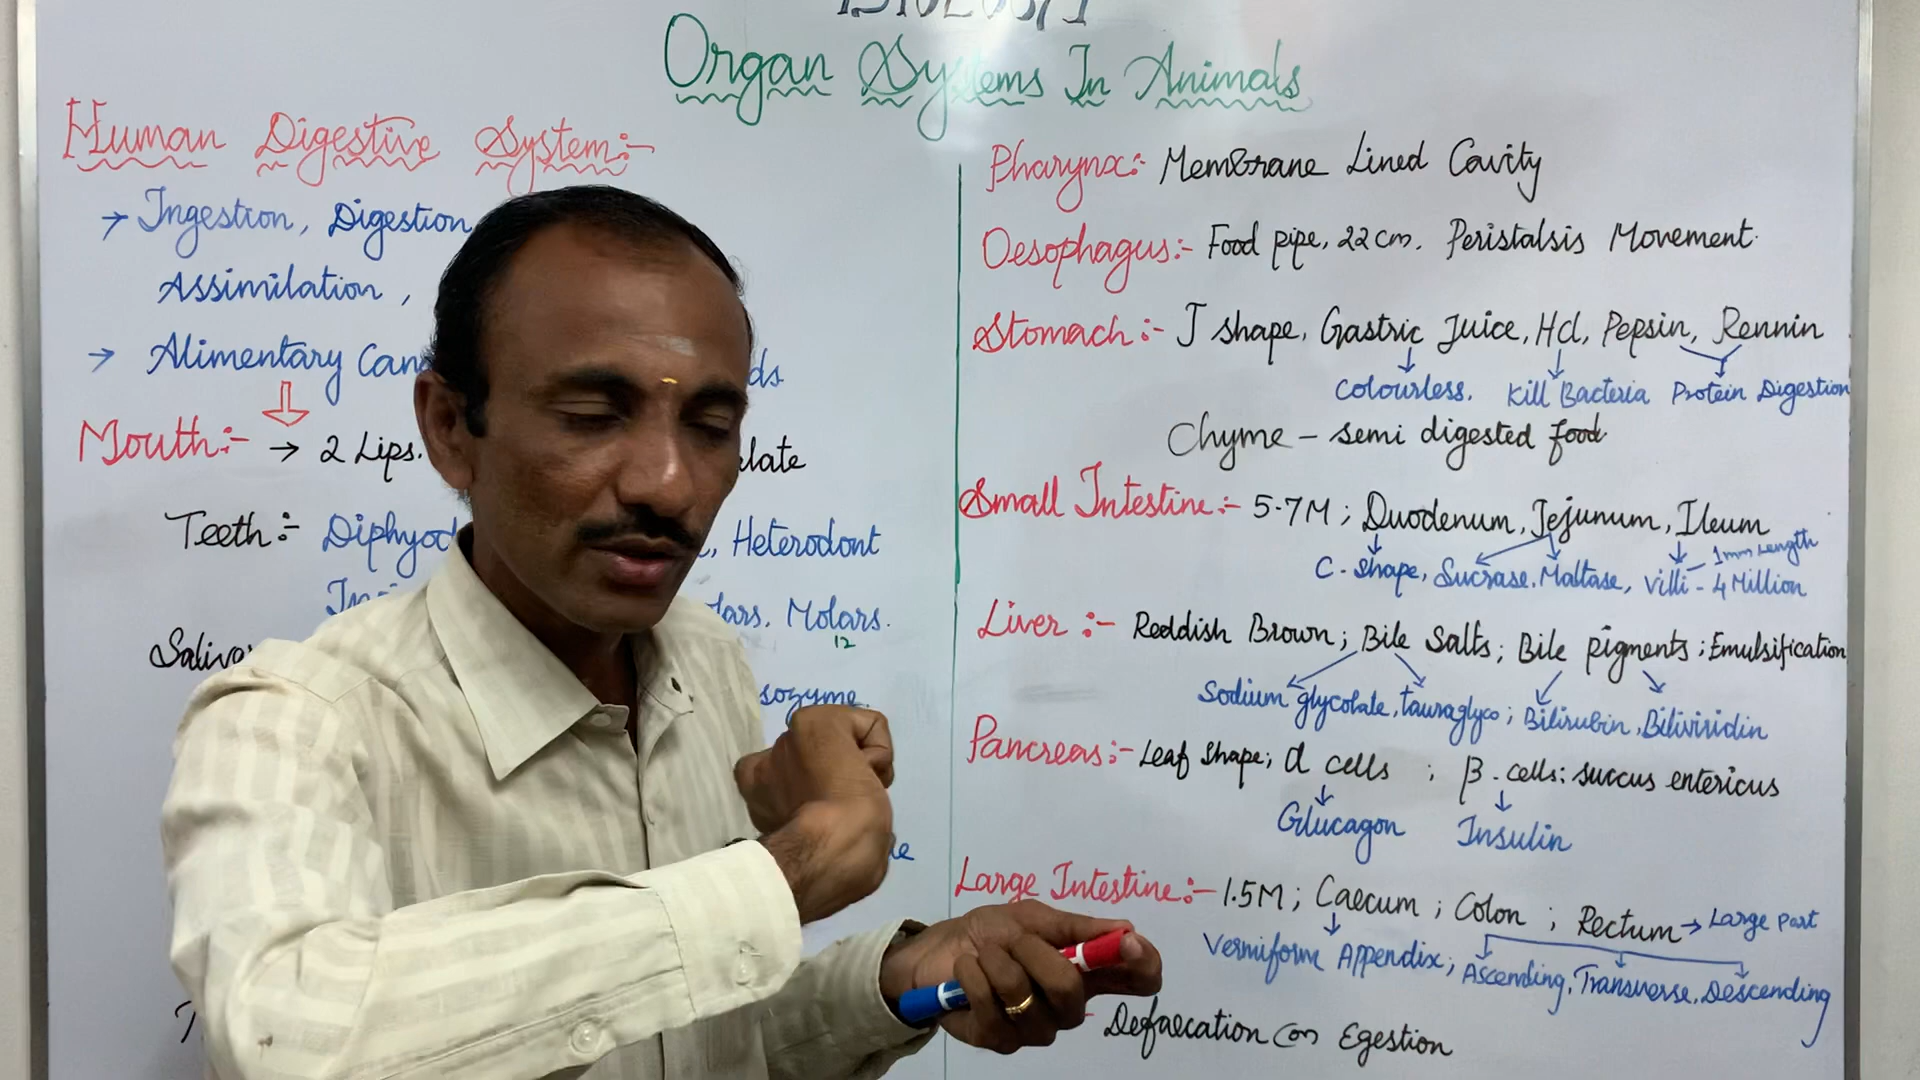 Organ Systems In Animals
Human Digestive System:-
→ Ingestion, Digestion
Assimilation,
→ Alimentary
Mouth:- → 2 Lips.
Teeth:-
, Heterodont
Molars.
12
Pharynx:- Membrane Lined Cavity
Oesophagus:- Food pipe, 22 cm. Peristalsis Movement.
Stomach:- J shape, Gastric Juice, Hcl, Pepsin, Rennin
Colourless. Kill Bacteria Protein Digestion
Chyme – semi digested food.
Small Intestine:- 5-7M; Duodenum, Jejunum, Ileum
C-shape, Sucrase. Maltase, Villi – 4 Million
1mm Length
Liver:- Reddish Brown; Bile Salts; Bile pigments; Emulsification
Sodium glycolate, tauraglyco; Bilirubin, Biliviridin
Pancreas:- Leaf Shape; α cells ; β-cells: succus entericus
Glucagon Insulin
Large Intestine:- 1.5M; Caecum; Colon; Rectum → Large part
Vermiform Appendix; Ascending, Transverse, Descending
Defaecation (or) Egestion